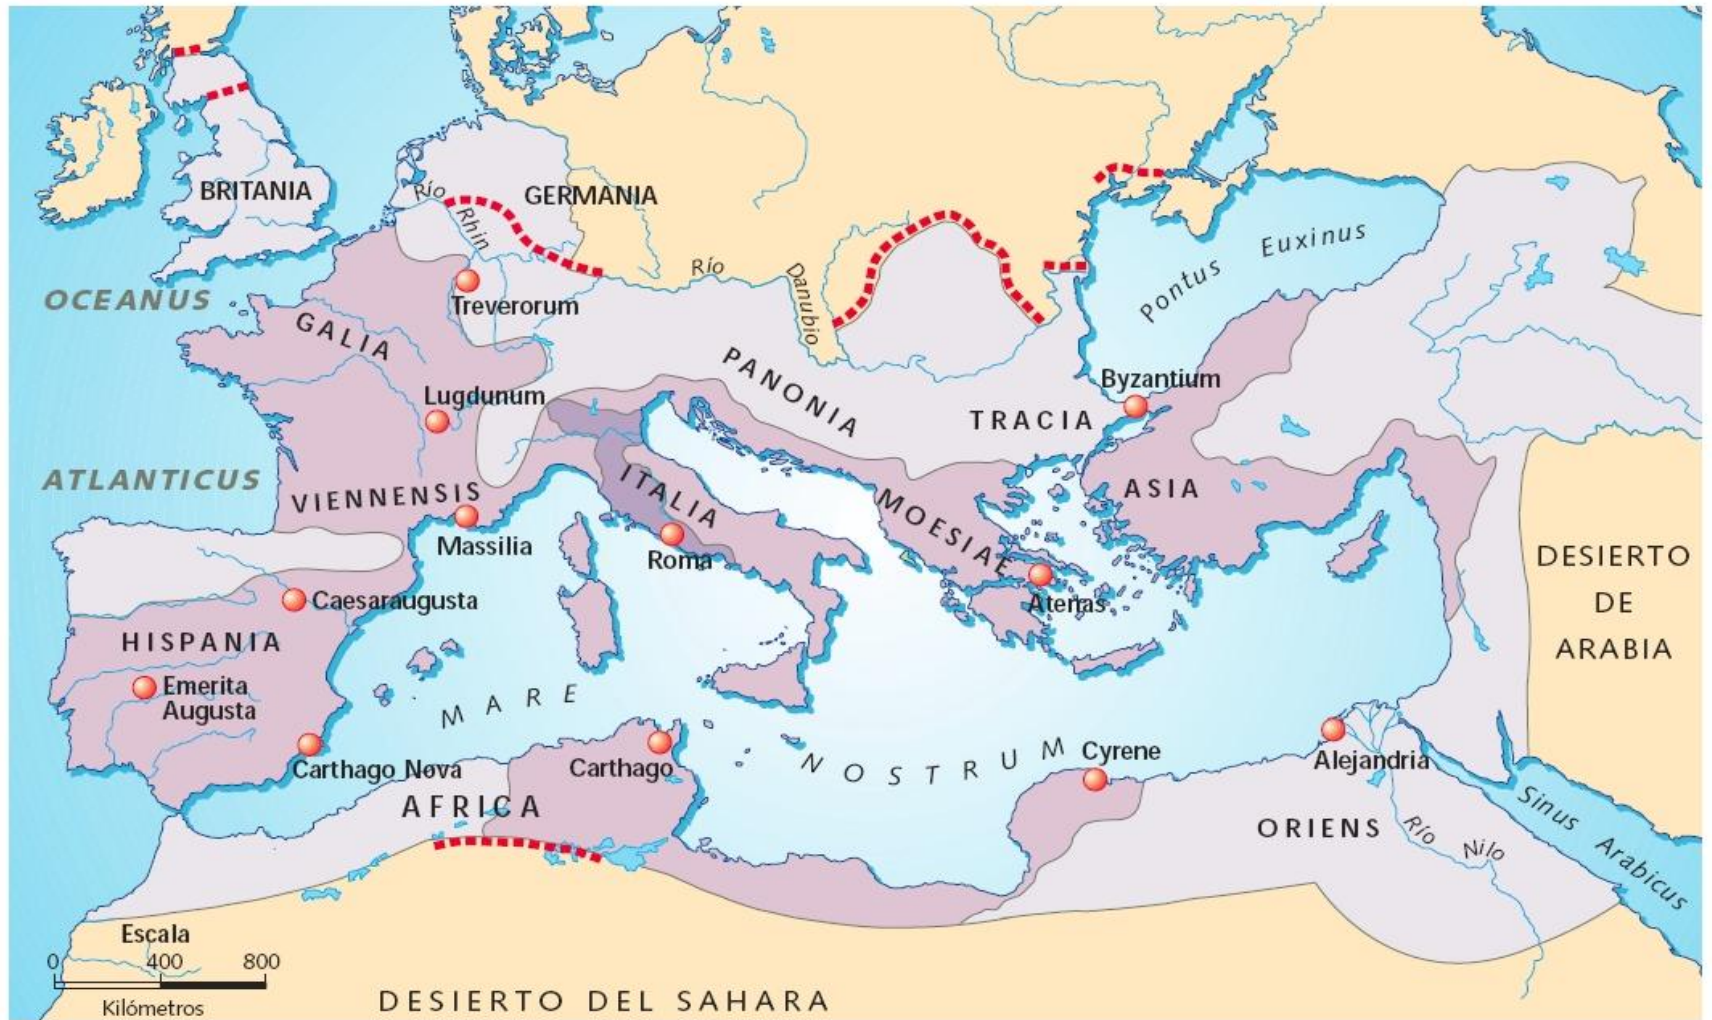 BRITANIA
GERMANIA
Río
Rhin
Río
Danubio
Pontus Euxinus
OCEANUS
Treverorum
GALIA
PANONIA
Byzantium
Lugdunum
TRACIA
ATLANTICUS
VIENNENSIS
ITALIA
ASIA
MOESIAE
Massilia
Roma
DESIERTO
DE
ARABIA
Caesaraugusta
Atenas
HISPANIA
Emerita
Augusta
MARE
NOSTRUM
Cyrene
Carthago Nova
Carthago
Alejandria
AFRICA
ORIENS
Río Nilo
Sinus Arabicus
Escala
0 400 800
Kilómetros
DESIERTO DEL SAHARA